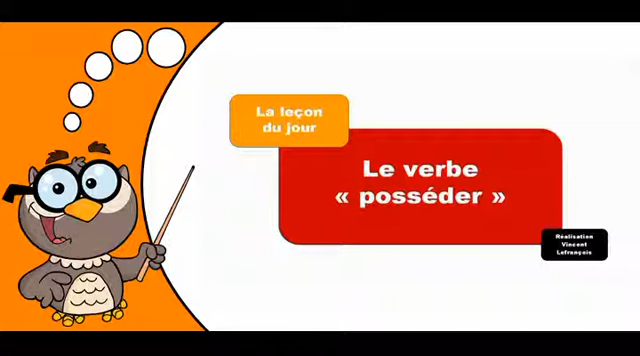 La leçon
du jour
Le verbe
« posséder »
Réalisation
Vincent
Lefrançois